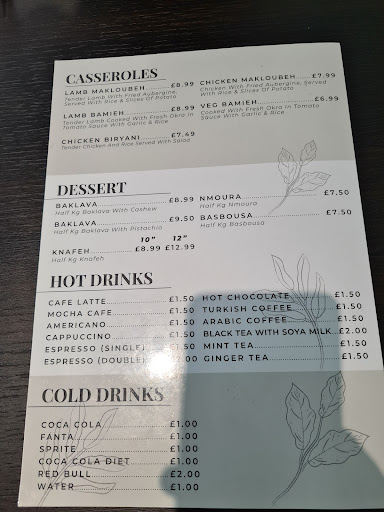 CASSEROLES
LAMB MAKLOUBEH £8.99
Tender Lamb With Fried Aubergine,
Served With Rice & Slices Of Potato
LAMB BAMIEH £8.99
Tender Lamb Cooked With Fresh Okra In
Tomato Sauce With Garlic & Rice
CHICKEN BIRYANI £7.49
Tender Chicken And Rice Served With Salad
CHICKEN MAKLOUBEH £7.99
Chicken With Fried Aubergine, Served
With Rice & Slices Of Potato
VEG BAMIEH £6.99
Cooked With Fresh Okra In Tomato
Sauce With Garlic & Rice
DESSERT
BAKLAVA £8.99
Half Kg Baklava With Cashew
BAKLAVA £9.50
Half Kg Baklava With Pistachio
10" 12"
KNAFEH £8.99 £12.99
Half Kg Knafeh
NMOURA £7.50
Half Kg Nmoura
BASBOUSA £7.50
Half Kg Basbousa
HOT DRINKS
CAFE LATTE £1.50
MOCHA CAFE £1.50
AMERICANO £1.50
CAPPUCCINO £1.50
ESPRESSO (SINGLE) £1.50
ESPRESSO (DOUBLE)
HOT CHOCOLATE £1.50
TURKISH COFFEE £1.50
ARABIC COFFEE £1.50
BLACK TEA WITH SOYA MILK £2.00
MINT TEA £1.50
GINGER TEA £1.50
COLD DRINKS
COCA COLA £1.00
FANTA £1.00
SPRITE £1.00
COCA COLA DIET £1.00
RED BULL £2.00
WATER £1.00